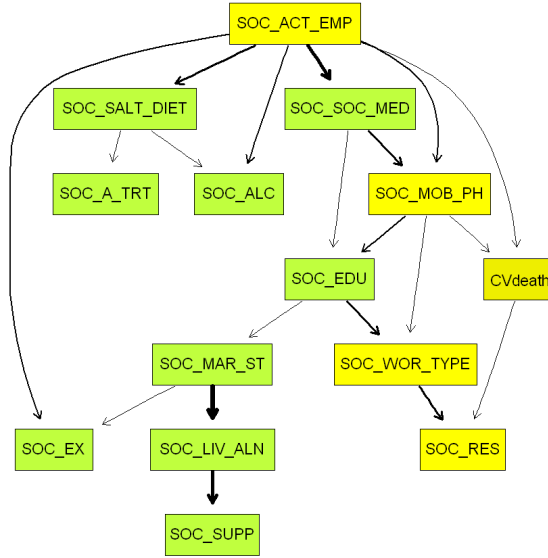 SOC_ACT_EMP
SOC_SALT_DIET
SOC_SOC_MED
SOC_A_TRT
SOC_ALC
SOC_MOB_PH
SOC_EDU
CVdeath
SOC_MAR_ST
SOC_WOR_TYPE
SOC_EX
SOC_LIV_ALN
SOC_RES
SOC_SUPP